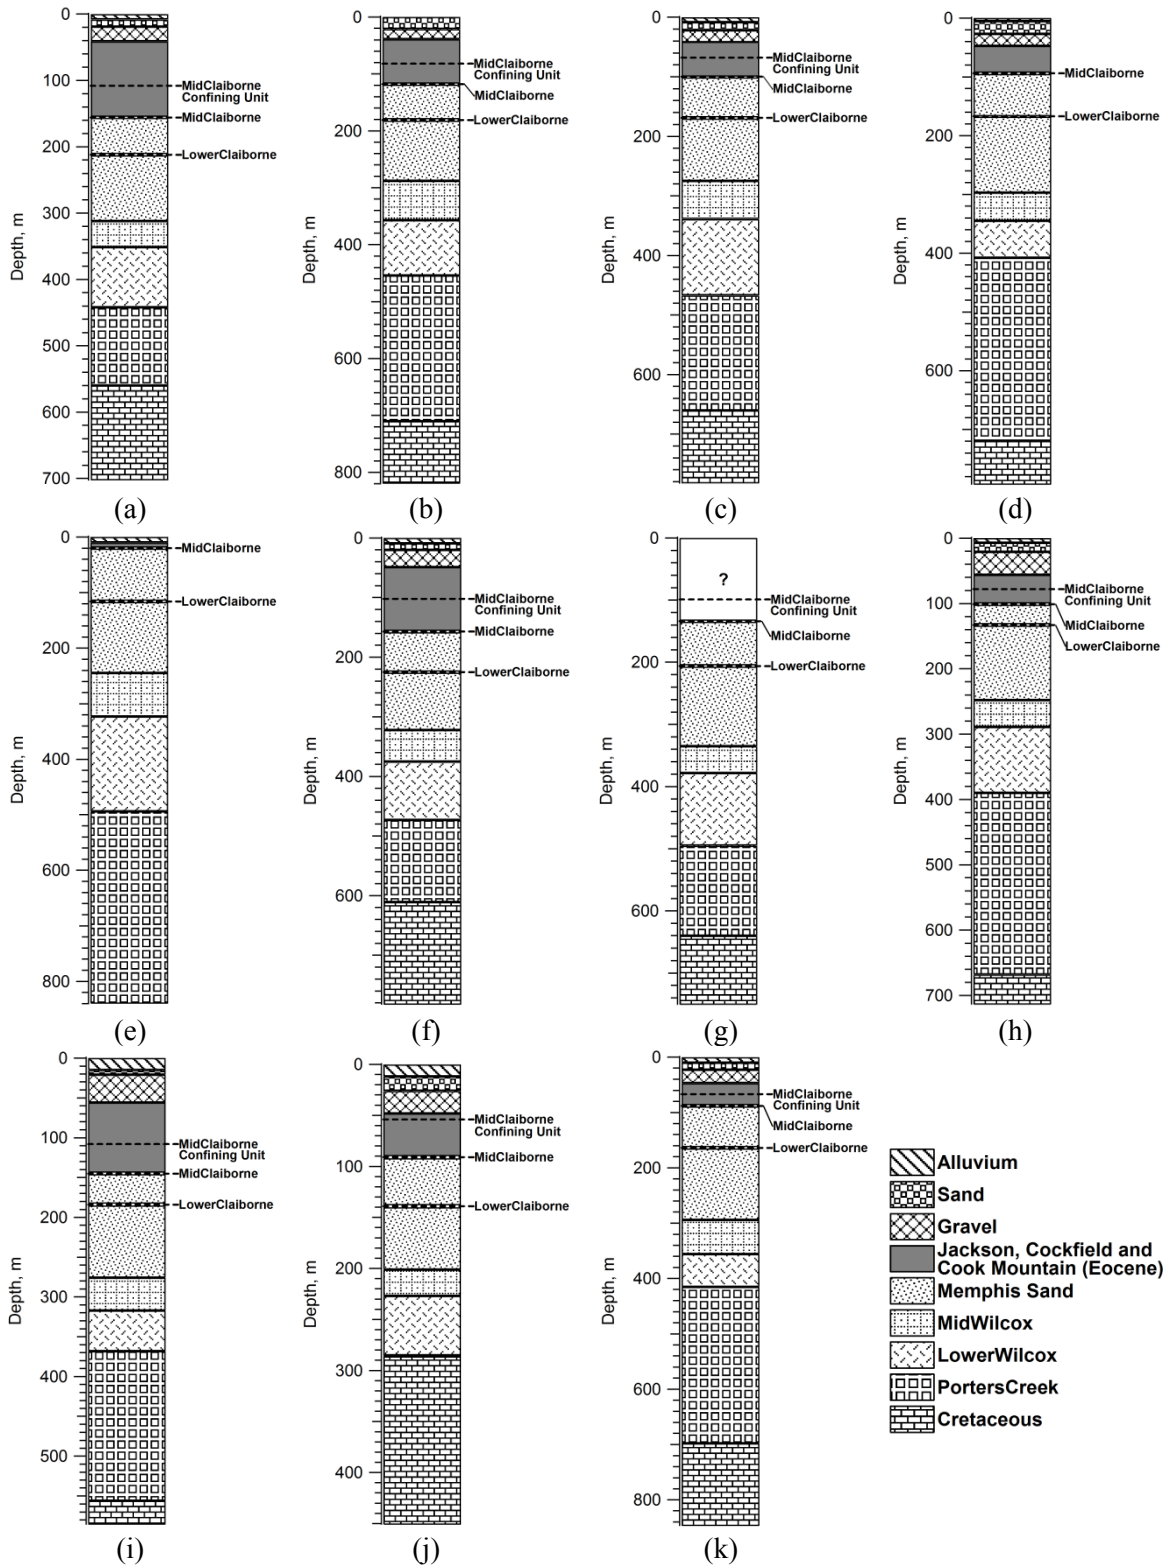 0
100
200
300
400
500
600
700
Depth, m
MidClaiborne
Confining Unit
MidClaiborne
LowerClaiborne
(a)
0
200
400
600
800
Depth, m
MidClaiborne
Confining Unit
MidClaiborne
LowerClaiborne
(b)
0
200
400
600
Depth, m
MidClaiborne
Confining Unit
MidClaiborne
LowerClaiborne
(c)
0
200
400
600
Depth, m
MidClaiborne
LowerClaiborne
(d)
0
200
400
600
800
Depth, m
MidClaiborne
LowerClaiborne
(e)
0
200
400
600
Depth, m
MidClaiborne
Confining Unit
MidClaiborne
LowerClaiborne
(f)
0
200
400
600
Depth, m
?
MidClaiborne
Confining Unit
MidClaiborne
LowerClaiborne
(g)
0
100
200
300
400
500
600
700
Depth, m
MidClaiborne
Confining Unit
MidClaiborne
LowerClaiborne
(h)
0
100
200
300
400
500
Depth, m
MidClaiborne
Confining Unit
MidClaiborne
LowerClaiborne
(i)
0
100
200
300
400
Depth, m
MidClaiborne
Confining Unit
MidClaiborne
LowerClaiborne
(j)
0
200
400
600
800
Depth, m
MidClaiborne
Confining Unit
MidClaiborne
LowerClaiborne
(k)
Alluvium
Sand
Gravel
Jackson, Cockfield and
Cook Mountain (Eocene)
Memphis Sand
MidWilcox
LowerWilcox
PortersCreek
Cretaceous